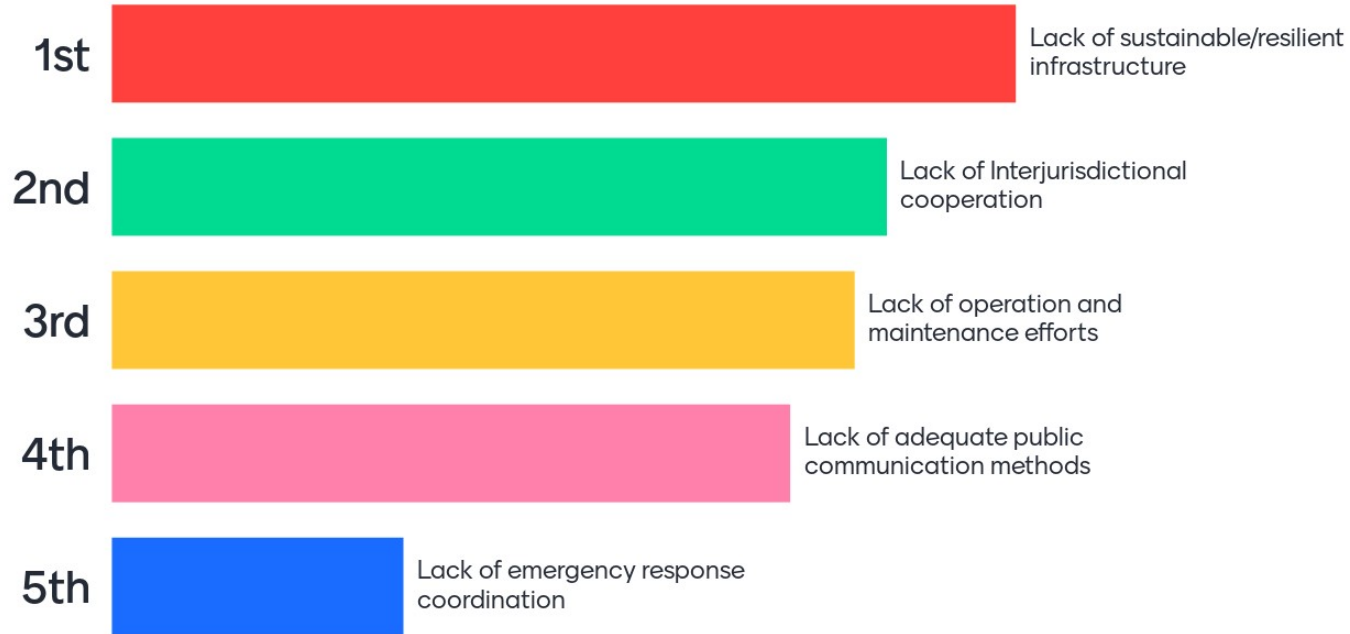 1st
Lack of sustainable/resilient
infrastructure
2nd
Lack of Interjurisdictional
cooperation
3rd
Lack of operation and
maintenance efforts
4th
Lack of adequate public
communication methods
5th
Lack of emergency response
coordination